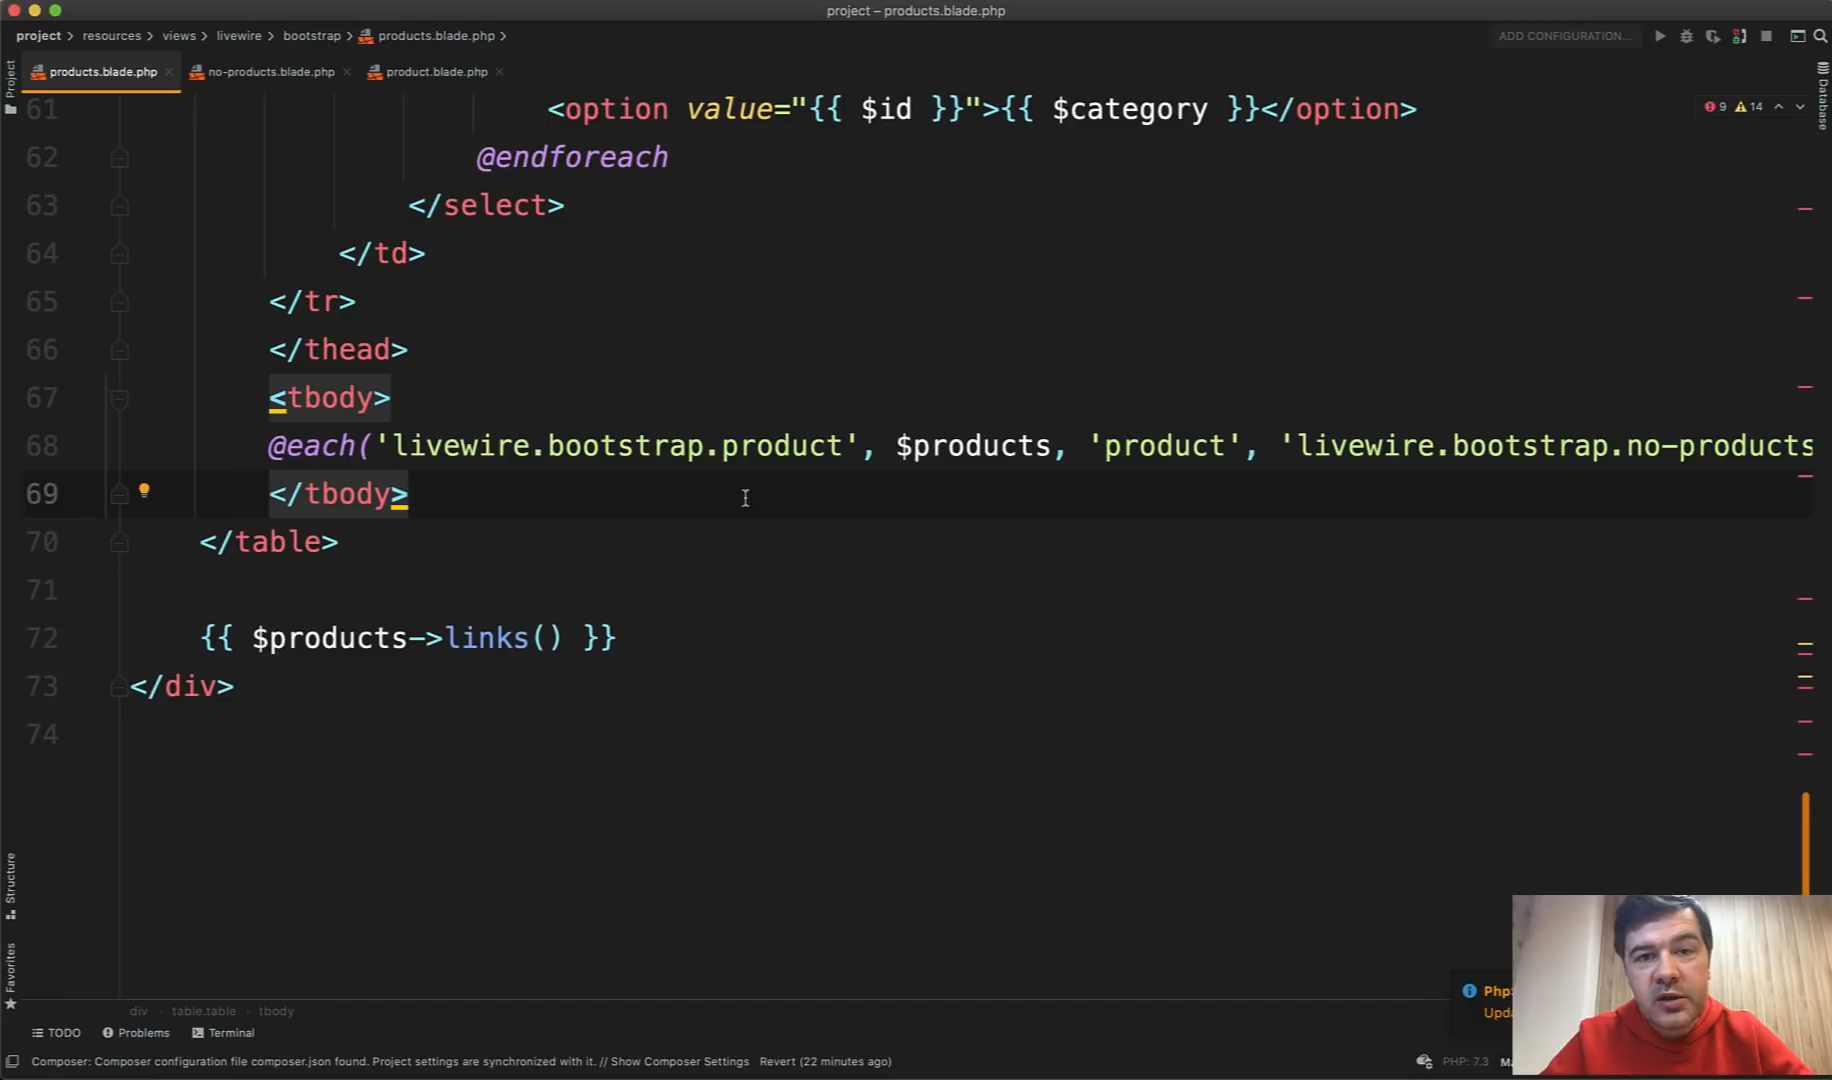 project – products.blade.php
project > resources > views > livewire > bootstrap > products.blade.php >
ADD CONFIGURATION...
products.blade.php
no-products.blade.php
product.blade.php
Project
Database
9
14
61 <option value="{{ $id }}">{{ $category }}</option>
62 @endforeach
63 </select>
64 </td>
65 </tr>
66 </thead>
67 <tbody>
68 @each('livewire.bootstrap.product', $products, 'product', 'livewire.bootstrap.no-products
69 </tbody>
70 </table>
71
72 {{ $products->links() }}
73 </div>
74
Structure
Favorites
Php
Upda
div > table.table > tbody
TODO
Problems
Terminal
Composer: Composer configuration file composer.json found. Project settings are synchronized with it. // Show Composer Settings Revert (22 minutes ago)
PHP: 7.3